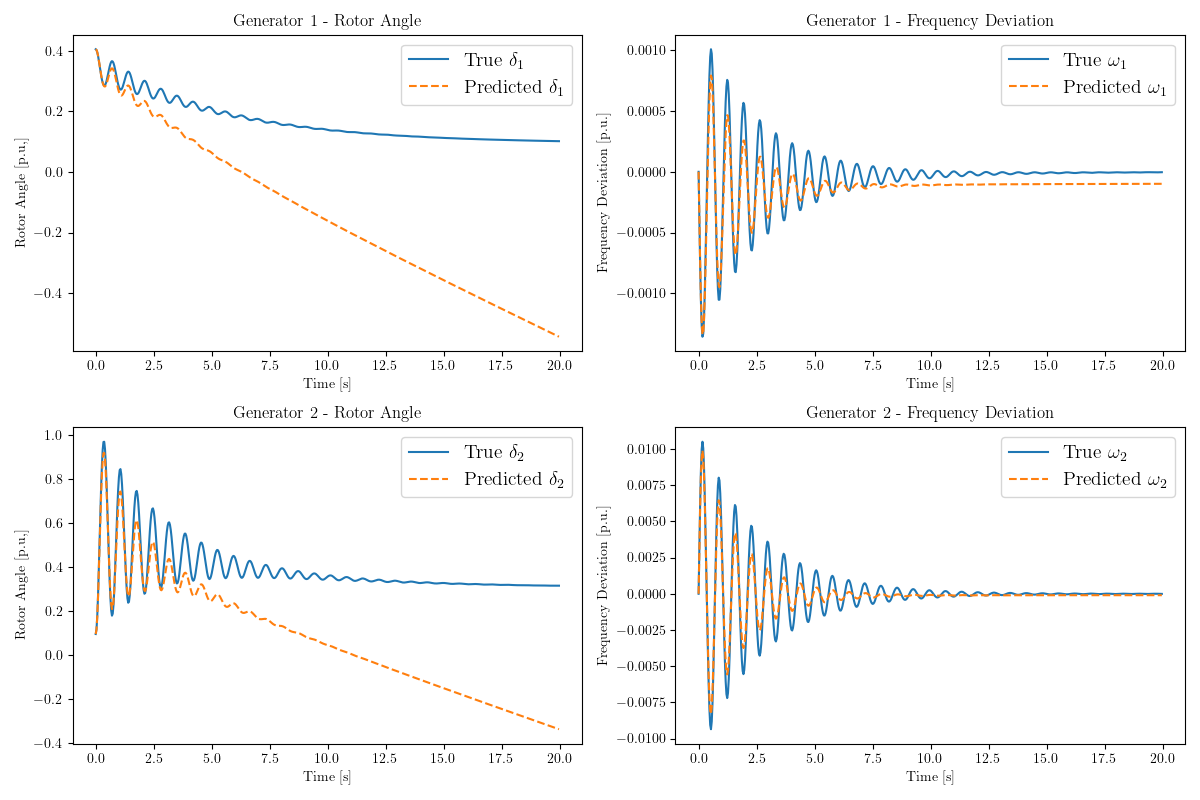 Generator 1 - Rotor Angle
0.4
0.2
0.0
−0.2
−0.4
Rotor Angle [p.u.]
True δ₁
Predicted δ₁
0.0 2.5 5.0 7.5 10.0 12.5 15.0 17.5 20.0
Time [s]
Generator 1 - Frequency Deviation
0.0010
0.0005
0.0000
−0.0005
−0.0010
Frequency Deviation [p.u.]
True ω₁
Predicted ω₁
0.0 2.5 5.0 7.5 10.0 12.5 15.0 17.5 20.0
Time [s]
Generator 2 - Rotor Angle
1.0
0.8
0.6
0.4
0.2
0.0
−0.2
−0.4
Rotor Angle [p.u.]
True δ₂
Predicted δ₂
0.0 2.5 5.0 7.5 10.0 12.5 15.0 17.5 20.0
Time [s]
Generator 2 - Frequency Deviation
0.0100
0.0075
0.0050
0.0025
0.0000
−0.0025
−0.0050
−0.0075
−0.0100
Frequency Deviation [p.u.]
True ω₂
Predicted ω₂
0.0 2.5 5.0 7.5 10.0 12.5 15.0 17.5 20.0
Time [s]